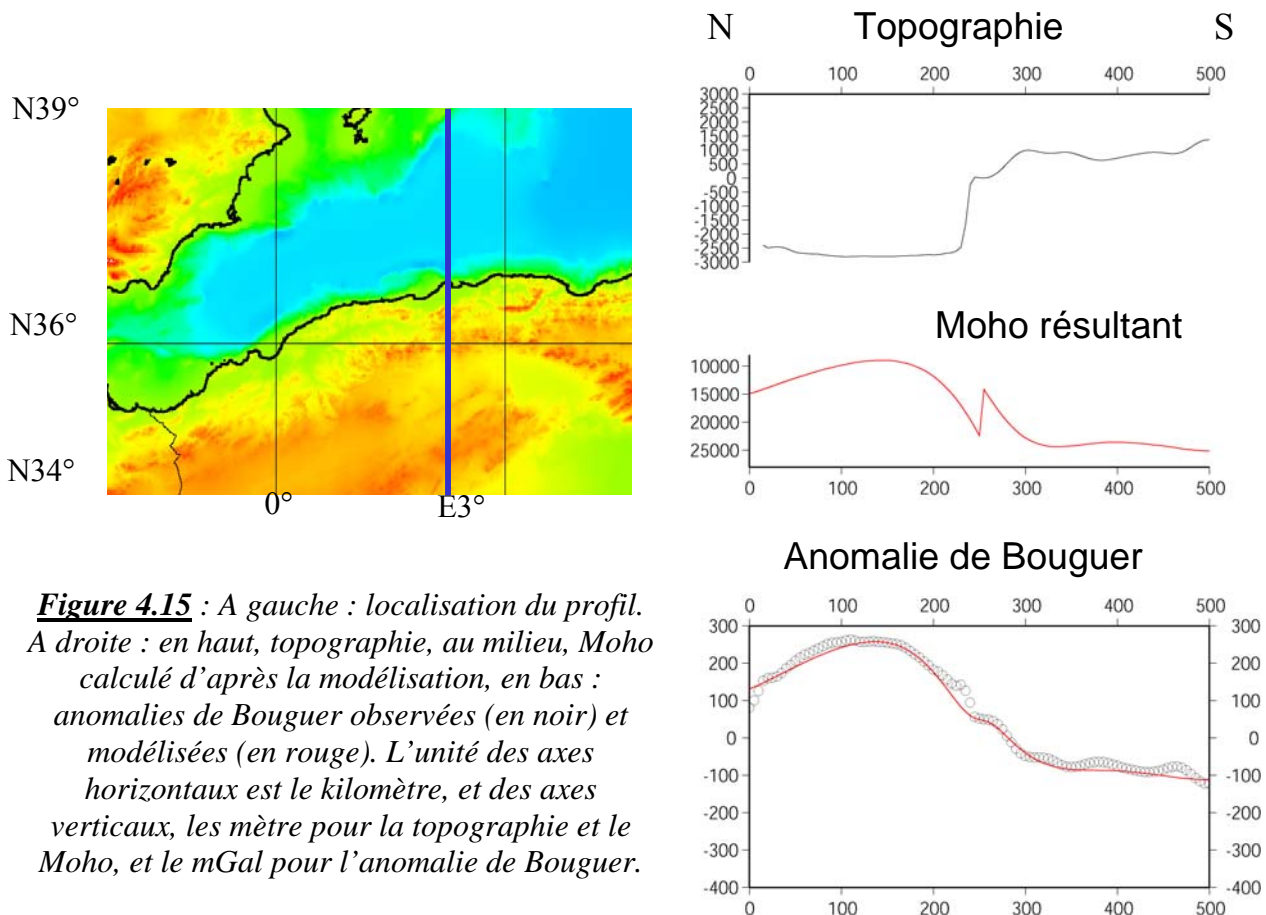 N39°
N36°
N34°
0°
E3°
Figure 4.15 : A gauche : localisation du profil.
A droite : en haut, topographie, au milieu, Moho
calculé d'après la modélisation, en bas :
anomalies de Bouguer observées (en noir) et
modélisées (en rouge). L'unité des axes
horizontaux est le kilomètre, et des axes
verticaux, les mètre pour la topographie et le
Moho, et le mGal pour l'anomalie de Bouguer.
N Topographie S
0 100 200 300 400 500
3000
2500
2000
1500
1000
500
0
-500
-1000
-1500
-2000
-2500
-3000
Moho résultant
10000
15000
20000
25000
0 100 200 300 400 500
Anomalie de Bouguer
0 100 200 300 400 500
300 300
200 200
100 100
0 0
-100 -100
-200 -200
-300 -300
-400 -400
0 100 200 300 400 500